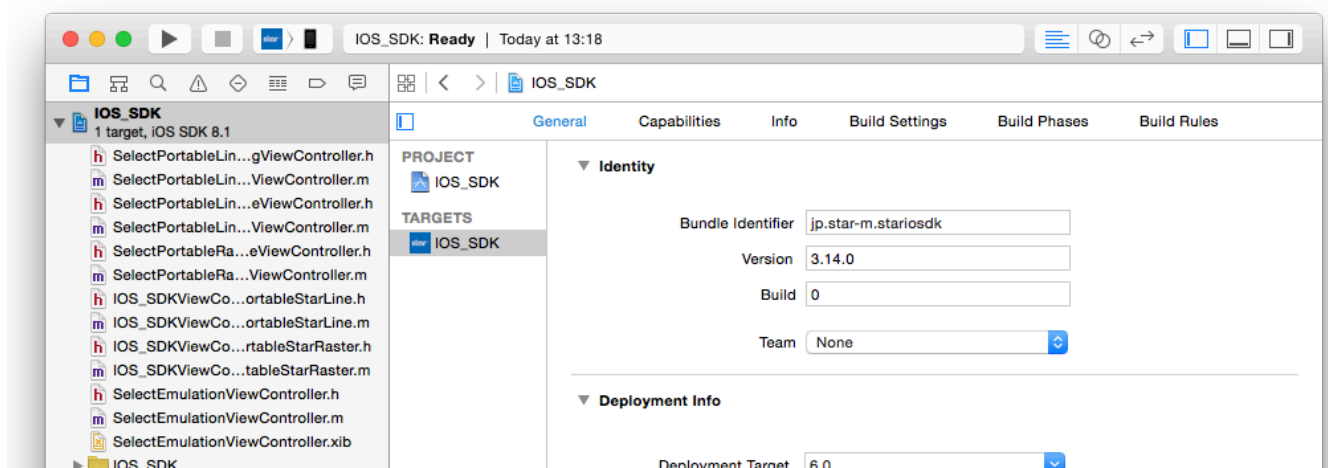 IOS_SDK: Ready | Today at 13:18
IOS_SDK
IOS_SDK
1 target, iOS SDK 8.1
General Capabilities Info Build Settings Build Phases Build Rules
SelectPortableLin...gViewController.h
SelectPortableLin...ViewController.m
SelectPortableLin...eViewController.h
SelectPortableLin...ViewController.m
SelectPortableRa...eViewController.h
SelectPortableRa...ViewController.m
IOS_SDKViewCo...ortableStarLine.h
IOS_SDKViewCo...ortableStarLine.m
IOS_SDKViewCo...rtableStarRaster.h
IOS_SDKViewCo...tableStarRaster.m
SelectEmulationViewController.h
SelectEmulationViewController.m
SelectEmulationViewController.xib
IOS_SDK
PROJECT
IOS_SDK
TARGETS
IOS_SDK
Identity
Bundle Identifier jp.star-m.stariosdk
Version 3.14.0
Build 0
Team None
Deployment Info
Deployment Target 6.0